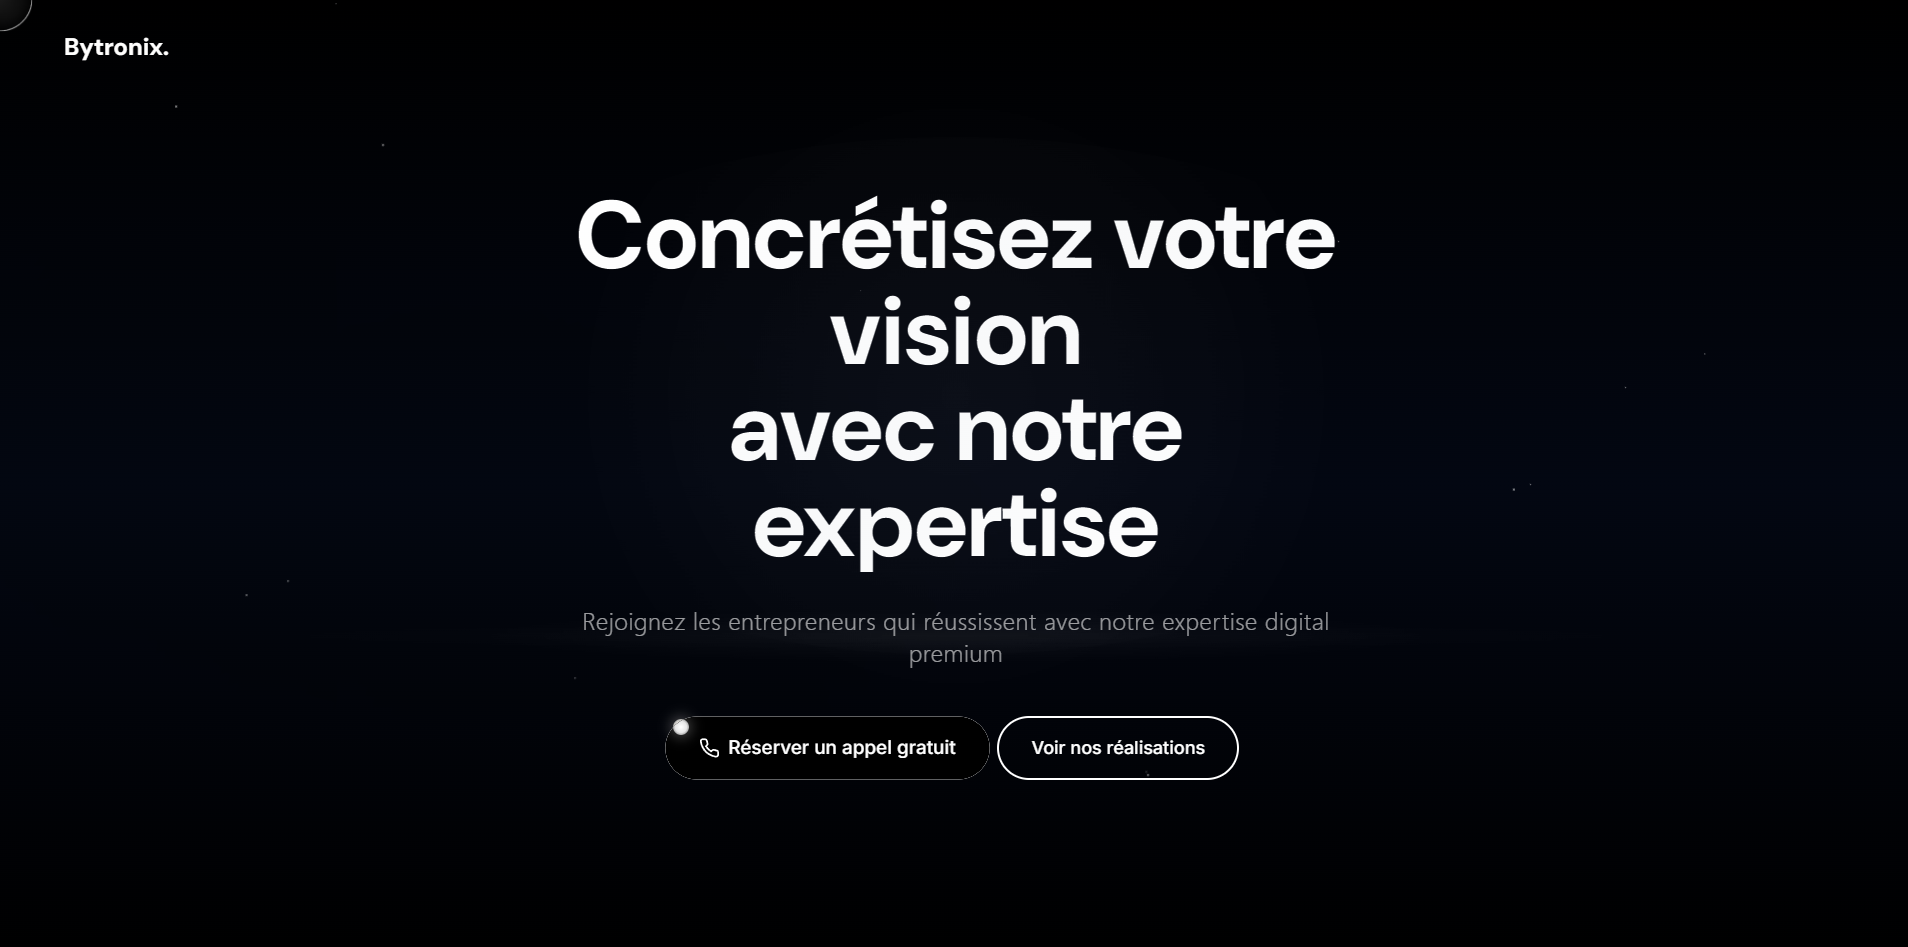 Bytronix.
Concrétisez votre
vision
avec notre
expertise
Rejoignez les entrepreneurs qui réussissent avec notre expertise digital
premium
Réserver un appel gratuit
Voir nos réalisations